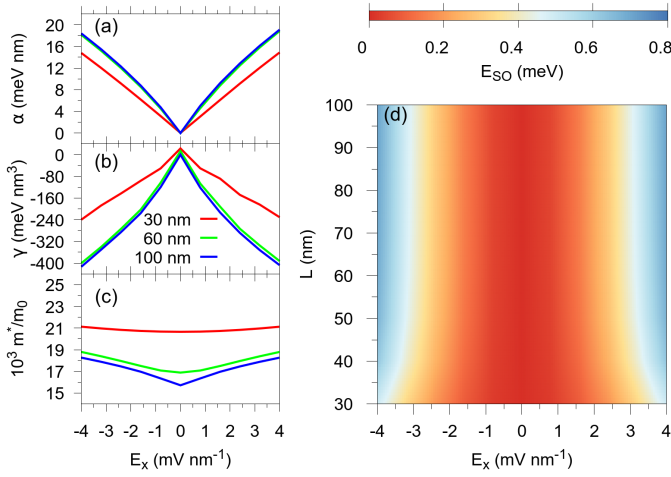 (a)
α (meV nm)
20
16
12
8
4
0
(b)
γ (meV nm³)
0
-80
-160
-240
-320
-400
30 nm
60 nm
100 nm
(c)
10³ m*/m₀
25
23
21
19
17
15
-4 -3 -2 -1 0 1 2 3 4
Eₓ (mV nm⁻¹)
0 0.2 0.4 0.6 0.8
E_SO (meV)
(d)
L (nm)
100
90
80
70
60
50
40
30
-4 -3 -2 -1 0 1 2 3 4
Eₓ (mV nm⁻¹)